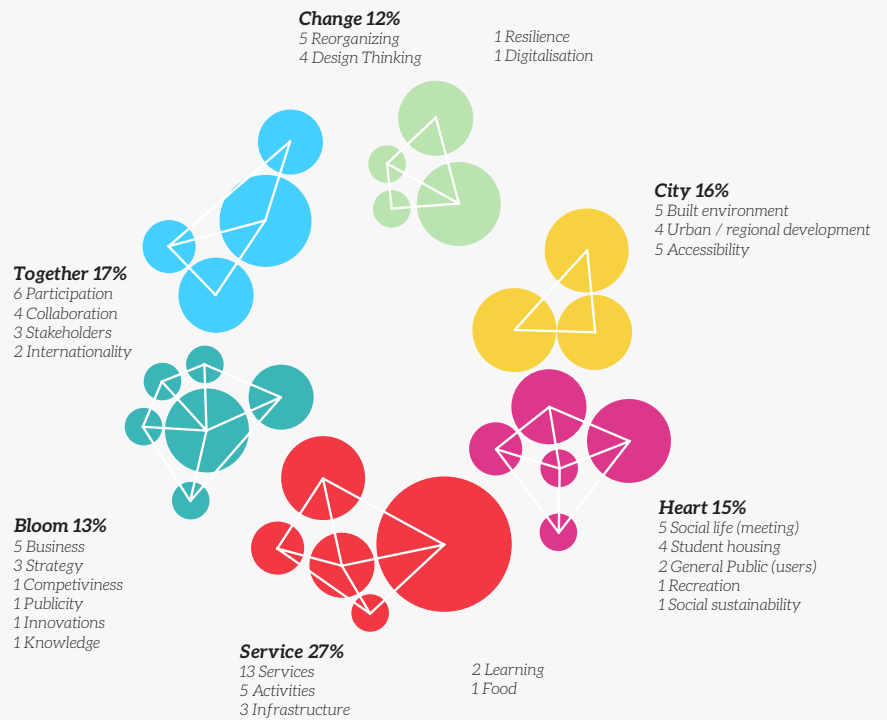 Change 12%
5 Reorganizing
4 Design Thinking
1 Resilience
1 Digitalisation
City 16%
5 Built environment
4 Urban / regional development
5 Accessibility
Together 17%
6 Participation
4 Collaboration
3 Stakeholders
2 Internationality
Heart 15%
5 Social life (meeting)
4 Student housing
2 General Public (users)
1 Recreation
1 Social sustainability
Bloom 13%
5 Business
3 Strategy
1 Competiviness
1 Publicity
1 Innovations
1 Knowledge
Service 27%
13 Services
5 Activities
3 Infrastructure
2 Learning
1 Food